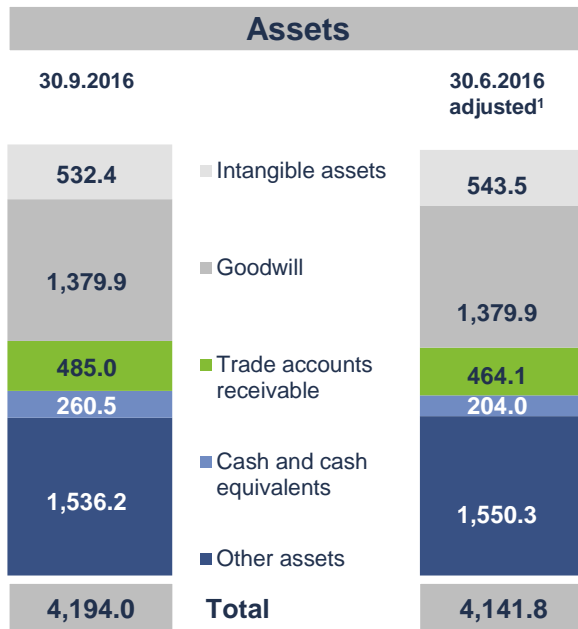 Assets
30.9.2016
30.6.2016
adjusted¹
532.4
Intangible assets
543.5
1,379.9
Goodwill
1,379.9
485.0
Trade accounts
receivable
464.1
260.5
204.0
Cash and cash
equivalents
1,536.2
1,550.3
Other assets
4,194.0
Total
4,141.8